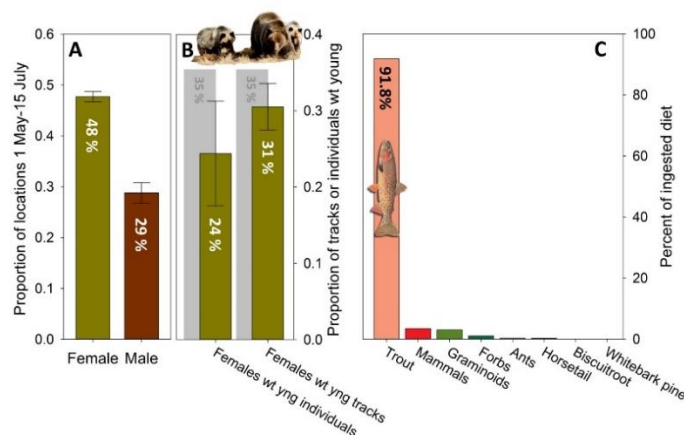 A
Proportion of locations 1 May-15 July
0.6
0.5
0.4
0.3
0.2
0.1
0.0
48 %
29 %
Female
Male
B
35 %
35 %
24 %
31 %
Females wt yng individuals
Females wt yng tracks
0.4
0.3
0.2
0.1
0.0
Proportion of tracks or individuals wt young
C
91.8%
Trout
Mammals
Graminoids
Forbs
Ants
Horsetail
Biscuitroot
Whitebark pine
100
80
60
40
20
0
Percent of ingested diet